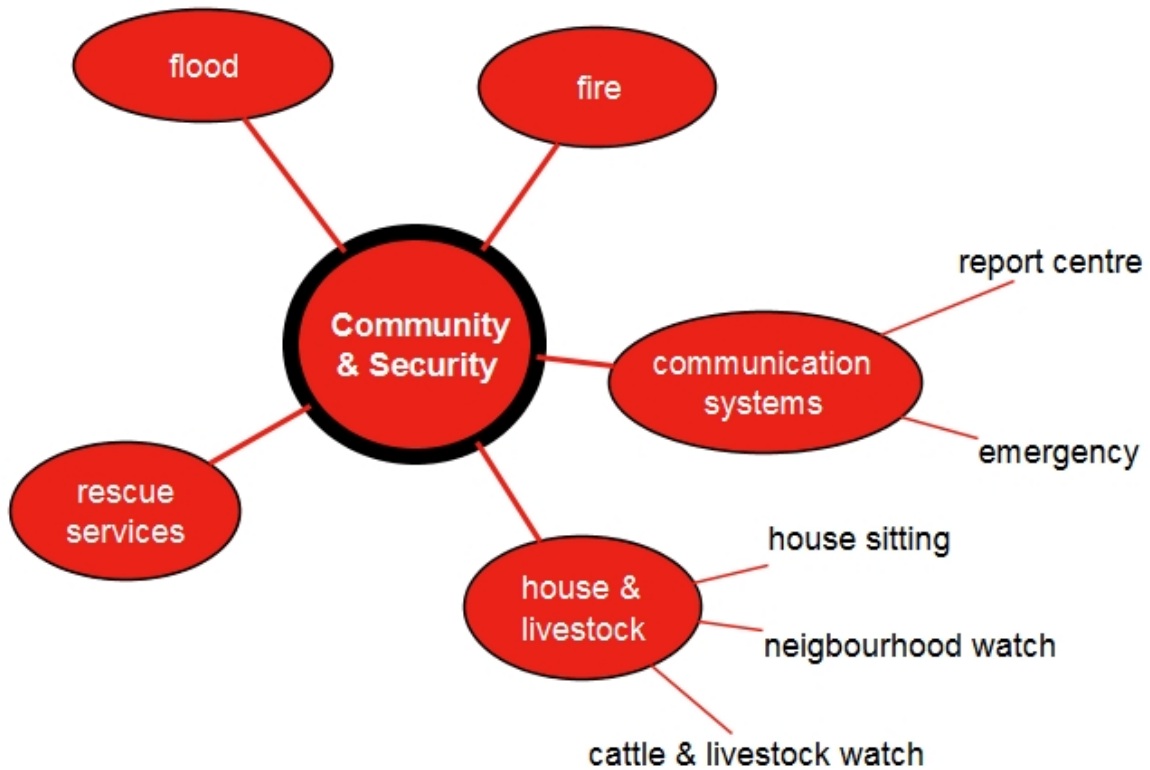 flood
fire
Community
& Security
report centre
communication
systems
emergency
rescue
services
house sitting
house &
livestock
neigbourhood watch
cattle & livestock watch